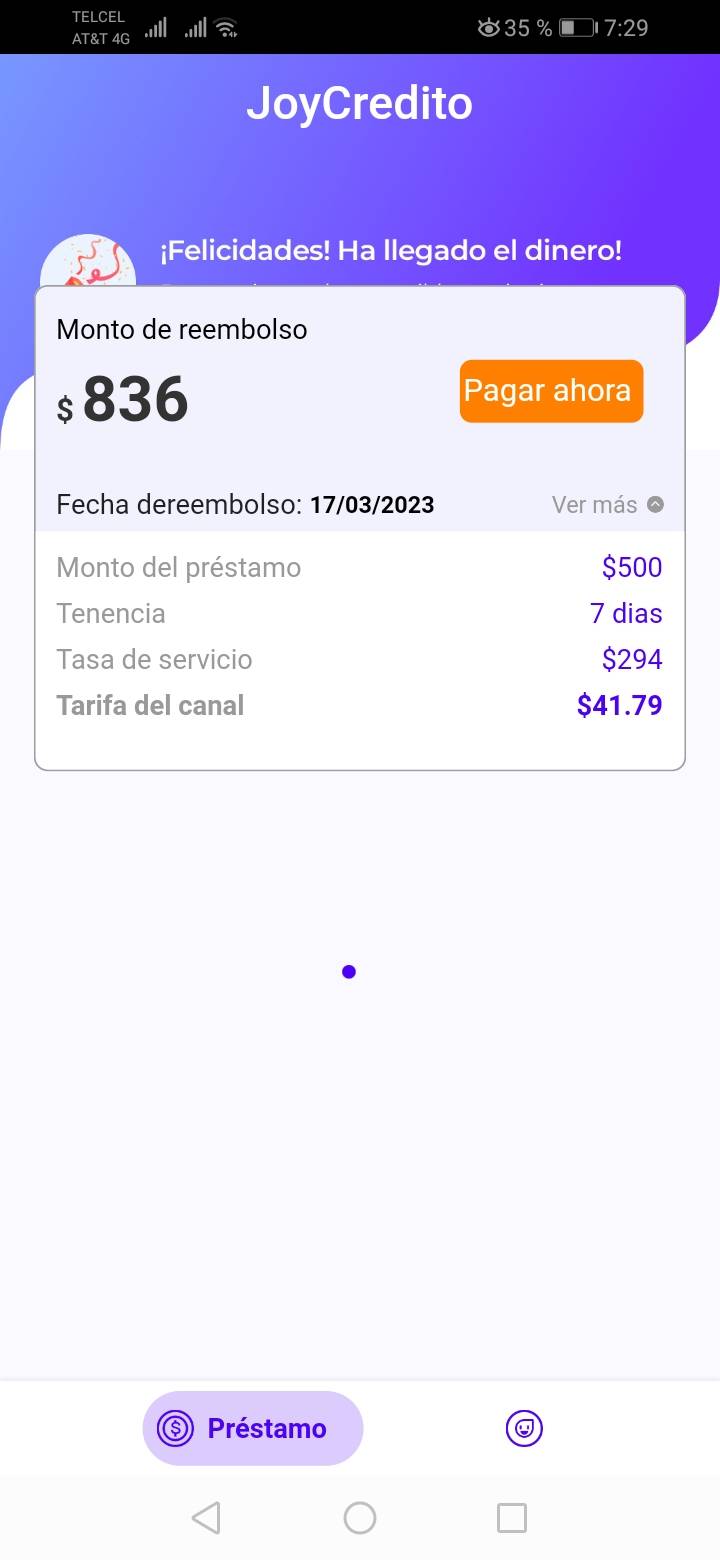 TELCEL
AT&T 4G
35 % 7:29
JoyCredito
¡Felicidades! Ha llegado el dinero!
Monto de reembolso
$ 836
Pagar ahora
Fecha dereembolso: 17/03/2023 Ver más
Monto del préstamo $500
Tenencia 7 dias
Tasa de servicio $294
Tarifa del canal $41.79
Préstamo